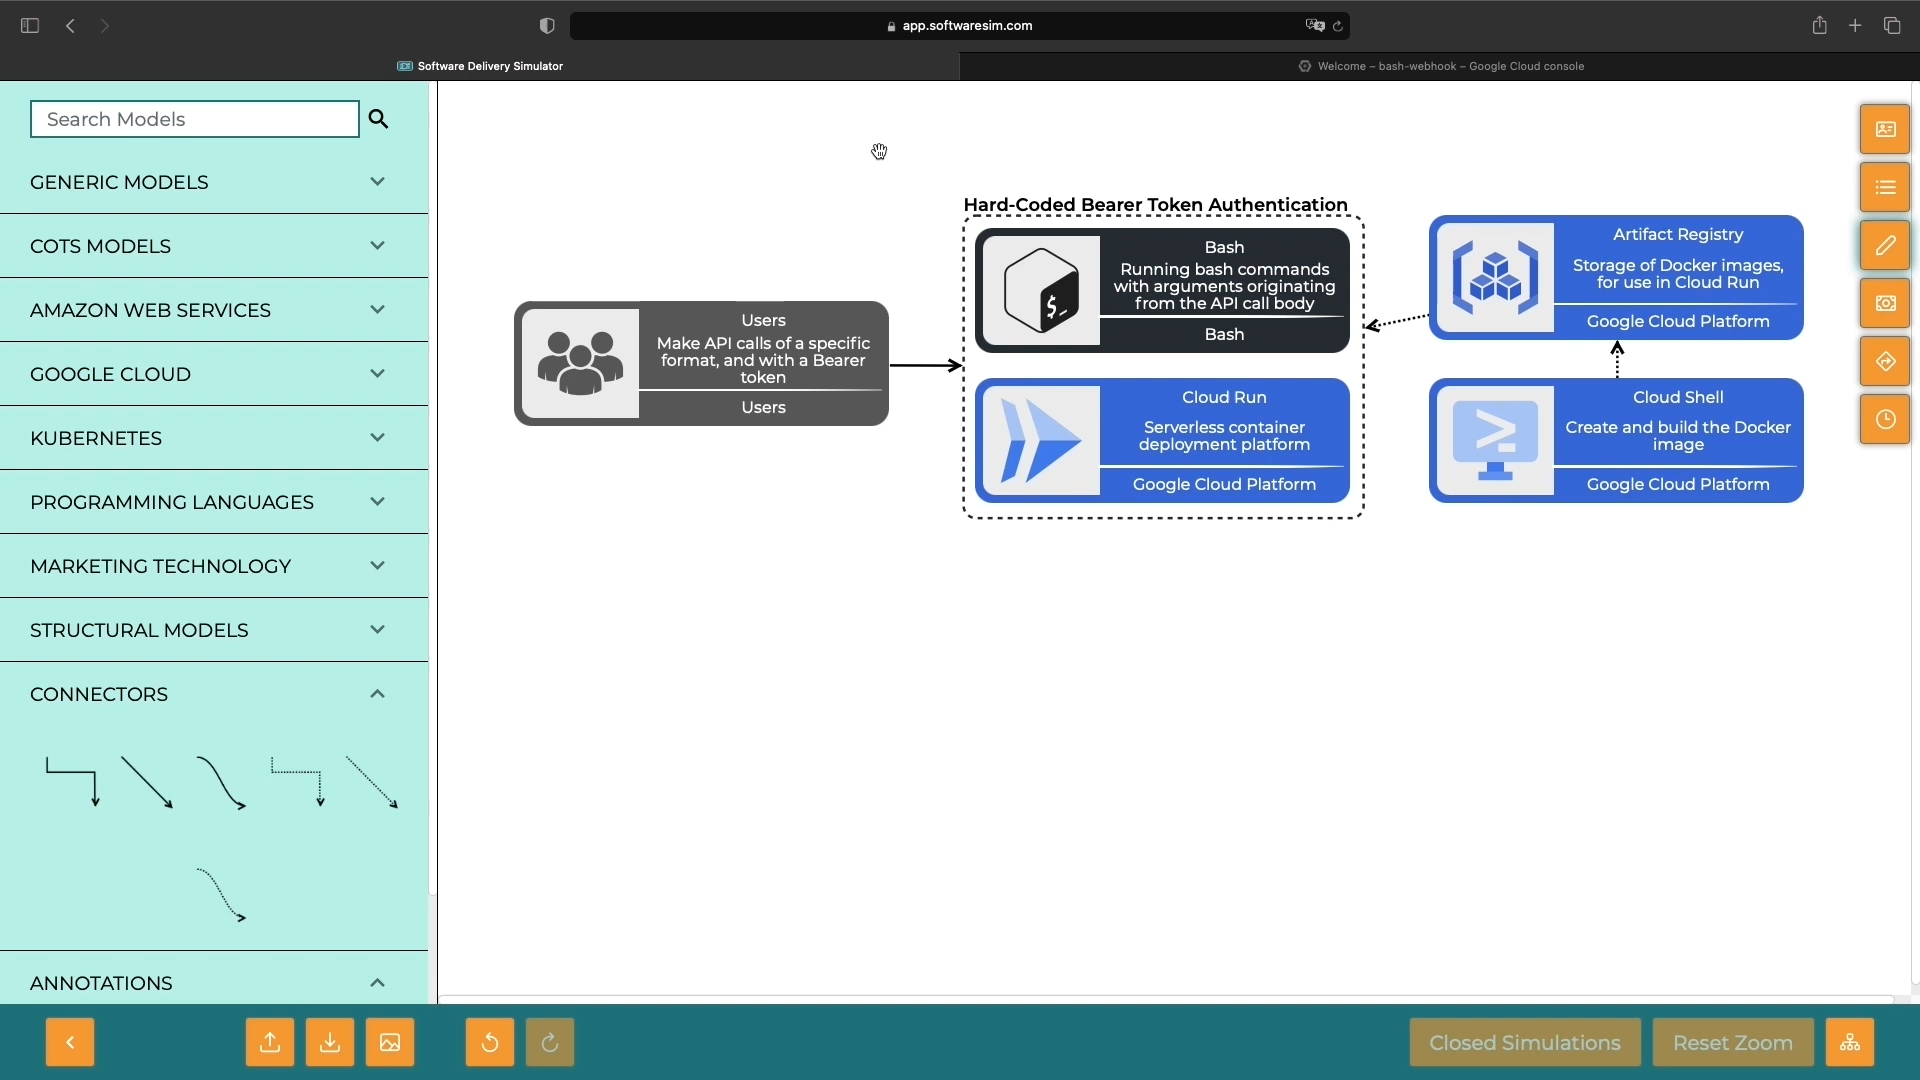 app.softwaresim.com
Software Delivery Simulator
Welcome – bash-webhook – Google Cloud console
Search Models
GENERIC MODELS
COTS MODELS
AMAZON WEB SERVICES
GOOGLE CLOUD
KUBERNETES
PROGRAMMING LANGUAGES
MARKETING TECHNOLOGY
STRUCTURAL MODELS
CONNECTORS
ANNOTATIONS
Users
Make API calls of a specific
format, and with a Bearer
token
Users
Hard-Coded Bearer Token Authentication
$_
Bash
Running bash commands
with arguments originating
from the API call body
Bash
Cloud Run
Serverless container
deployment platform
Google Cloud Platform
Artifact Registry
Storage of Docker images,
for use in Cloud Run
Google Cloud Platform
Cloud Shell
Create and build the Docker
image
Google Cloud Platform
Closed Simulations
Reset Zoom